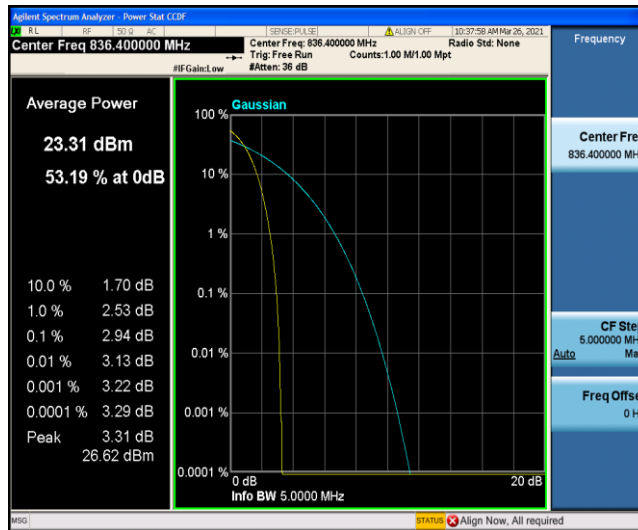 Agilent Spectrum Analyzer - Power Stat CCDF
RL RF 50 Ω AC SENSE:PULSE ALIGN OFF 10:37:58 AM Mar 26, 2021
Center Freq 836.400000 MHz
Center Freq: 836.400000 MHz
Radio Std: None
Trig: Free Run
Counts:1.00 M/1.00 Mpt
#IFGain:Low
#Atten: 36 dB
Average Power
23.31 dBm
53.19 % at 0dB
10.0 % 1.70 dB
1.0 % 2.53 dB
0.1 % 2.94 dB
0.01 % 3.13 dB
0.001 % 3.22 dB
0.0001 % 3.29 dB
Peak 3.31 dB
26.62 dBm
Gaussian
100 %
10 %
1 %
0.1 %
0.01 %
0.001 %
0.0001 %
0 dB
20 dB
Info BW 5.0000 MHz
Frequency
Center Fre
836.400000 MH
CF Ste
5.000000 MH
Auto Ma
Freq Offse
0 H
MSG
STATUS Align Now, All required